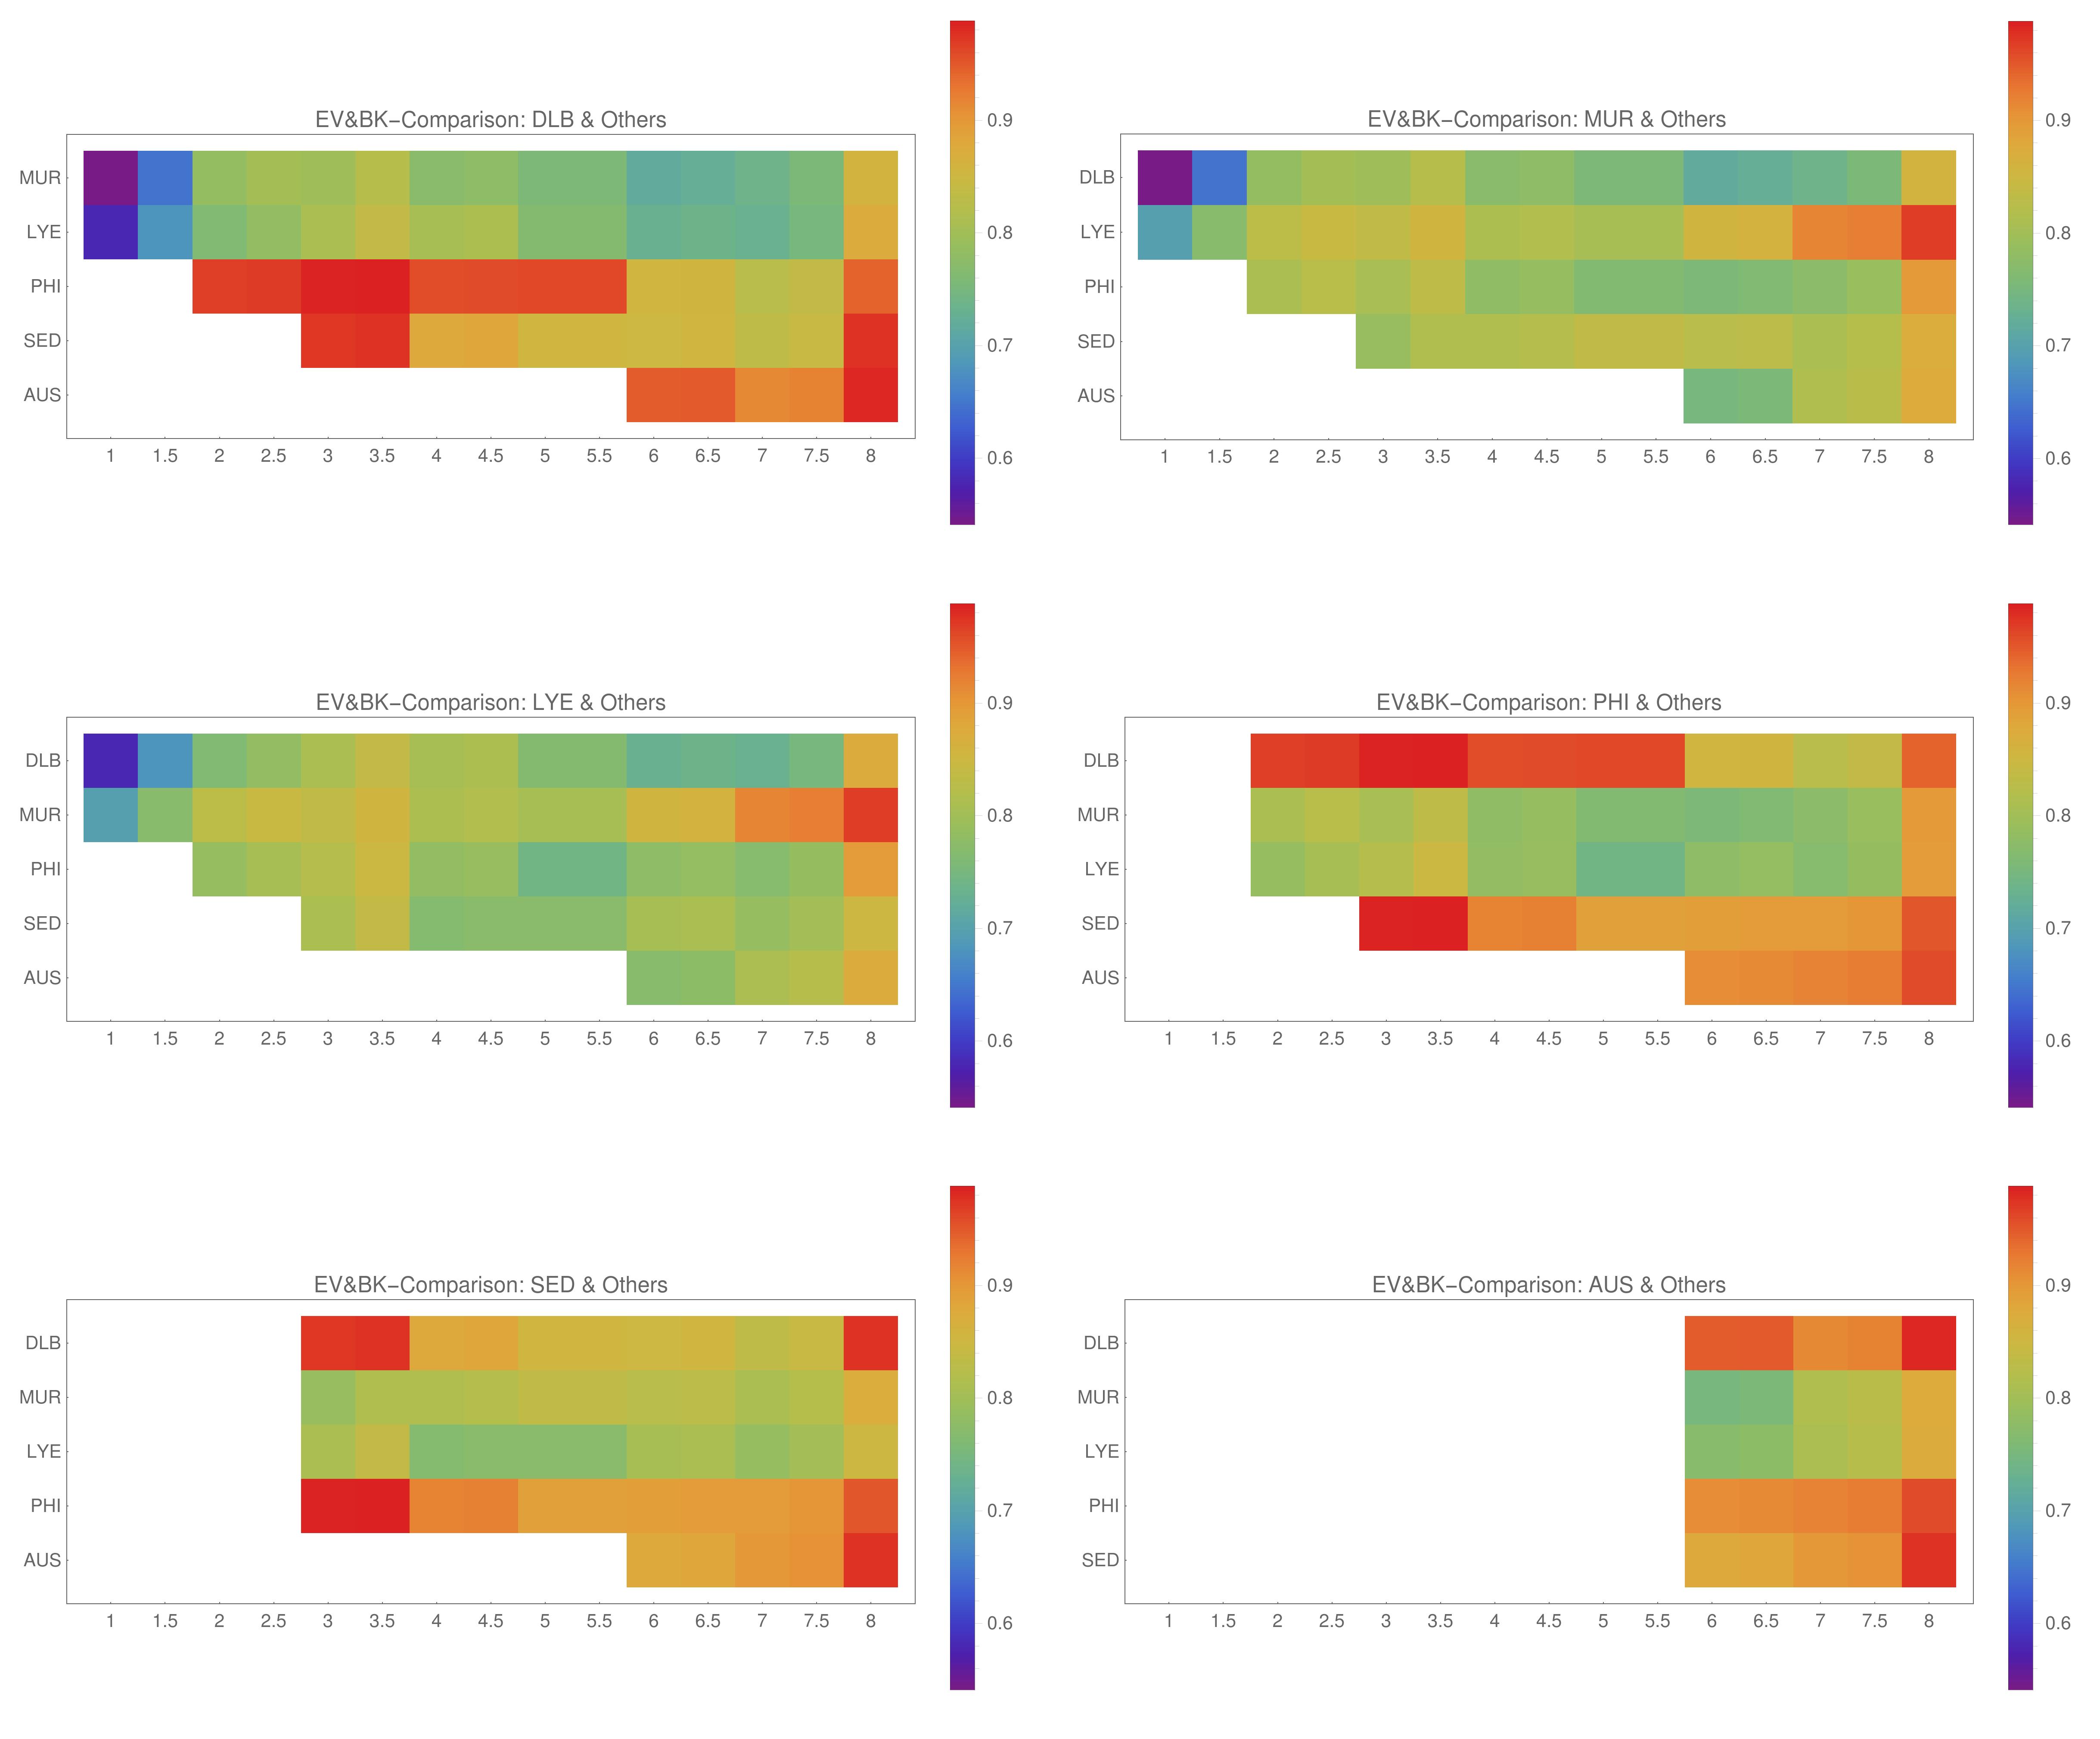 EV&BK−Comparison: DLB & Others
MUR
LYE
PHI
SED
AUS
1 1.5 2 2.5 3 3.5 4 4.5 5 5.5 6 6.5 7 7.5 8
0.9
0.8
0.7
0.6
EV&BK−Comparison: MUR & Others
DLB
LYE
PHI
SED
AUS
1 1.5 2 2.5 3 3.5 4 4.5 5 5.5 6 6.5 7 7.5 8
0.9
0.8
0.7
0.6
EV&BK−Comparison: LYE & Others
DLB
MUR
PHI
SED
AUS
1 1.5 2 2.5 3 3.5 4 4.5 5 5.5 6 6.5 7 7.5 8
0.9
0.8
0.7
0.6
EV&BK−Comparison: PHI & Others
DLB
MUR
LYE
SED
AUS
1 1.5 2 2.5 3 3.5 4 4.5 5 5.5 6 6.5 7 7.5 8
0.9
0.8
0.7
0.6
EV&BK−Comparison: SED & Others
DLB
MUR
LYE
PHI
AUS
1 1.5 2 2.5 3 3.5 4 4.5 5 5.5 6 6.5 7 7.5 8
0.9
0.8
0.7
0.6
EV&BK−Comparison: AUS & Others
DLB
MUR
LYE
PHI
SED
1 1.5 2 2.5 3 3.5 4 4.5 5 5.5 6 6.5 7 7.5 8
0.9
0.8
0.7
0.6